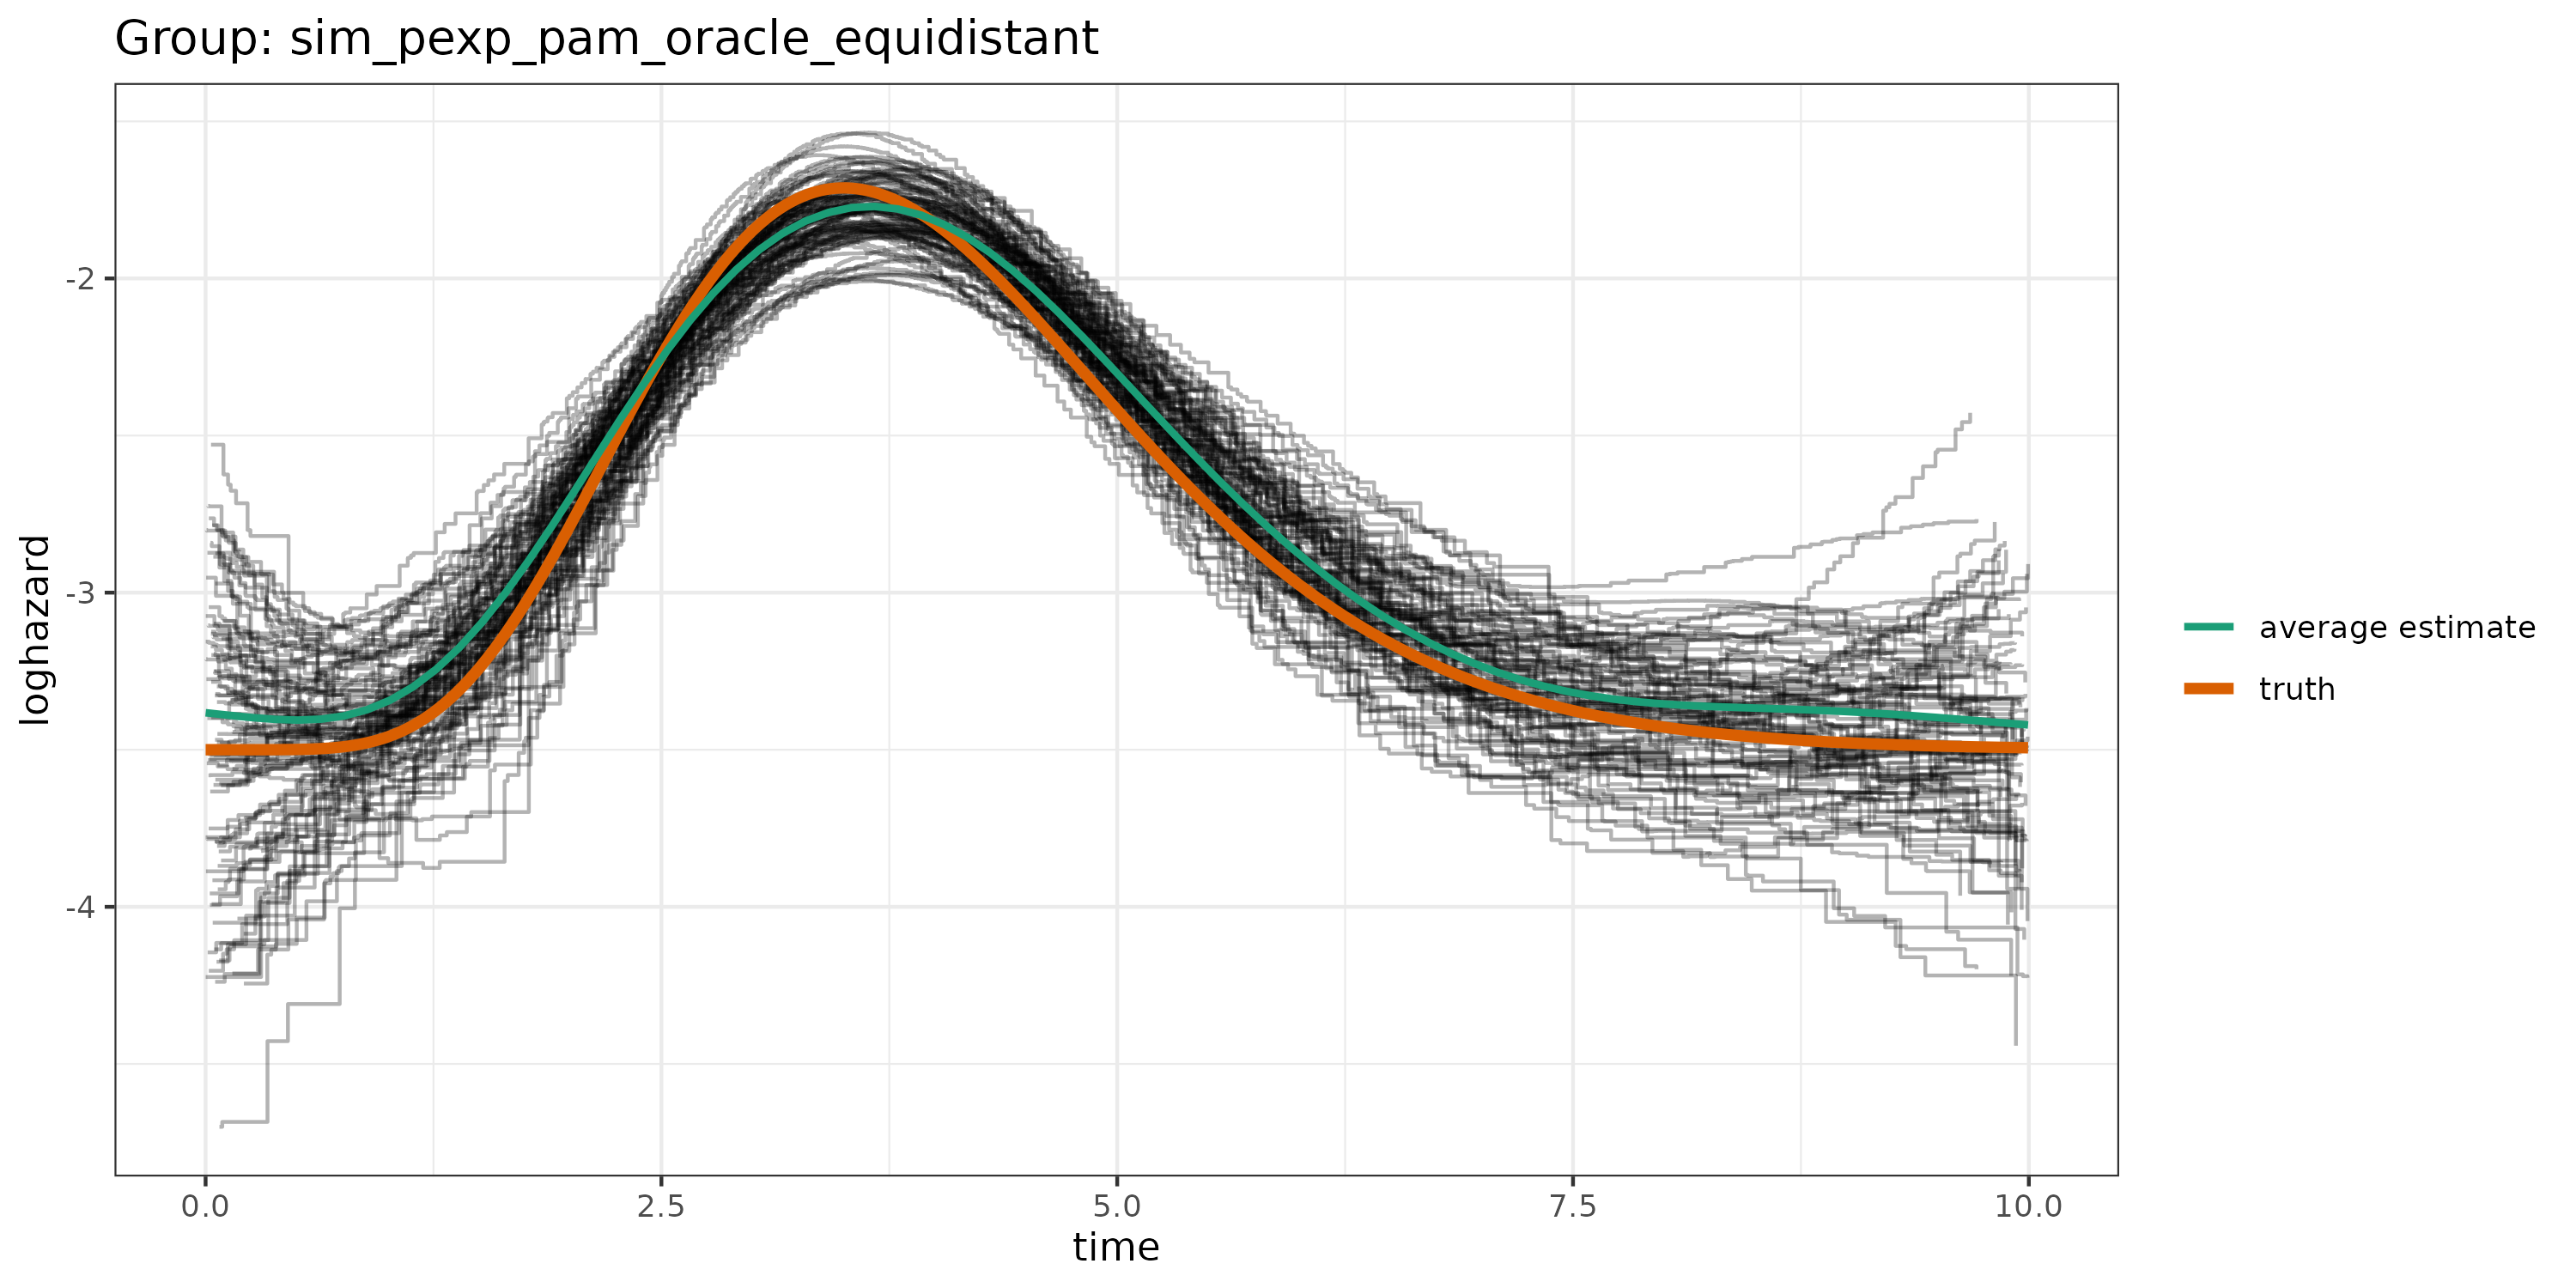 Group: sim_pexp_pam_oracle_equidistant
loghazard
-2
-3
-4
0.0
2.5
5.0
7.5
10.0
time
average estimate
truth